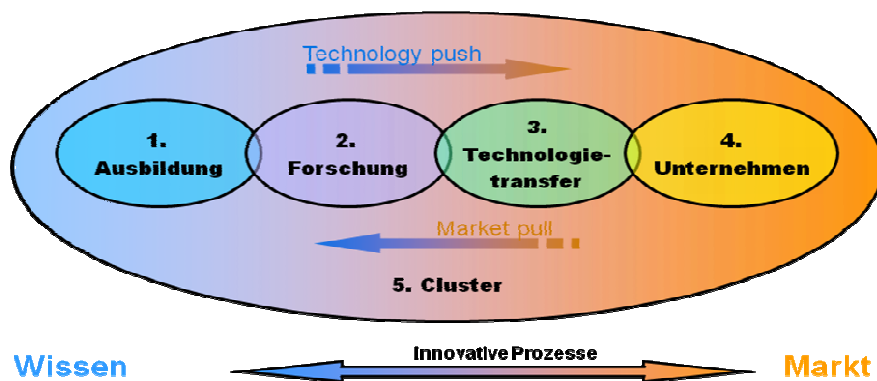 Technology push
1.
Ausbildung
2.
Forschung
3.
Technologie-
transfer
4.
Unternehmen
Market pull
5. Cluster
Wissen
Innovative Prozesse
Markt